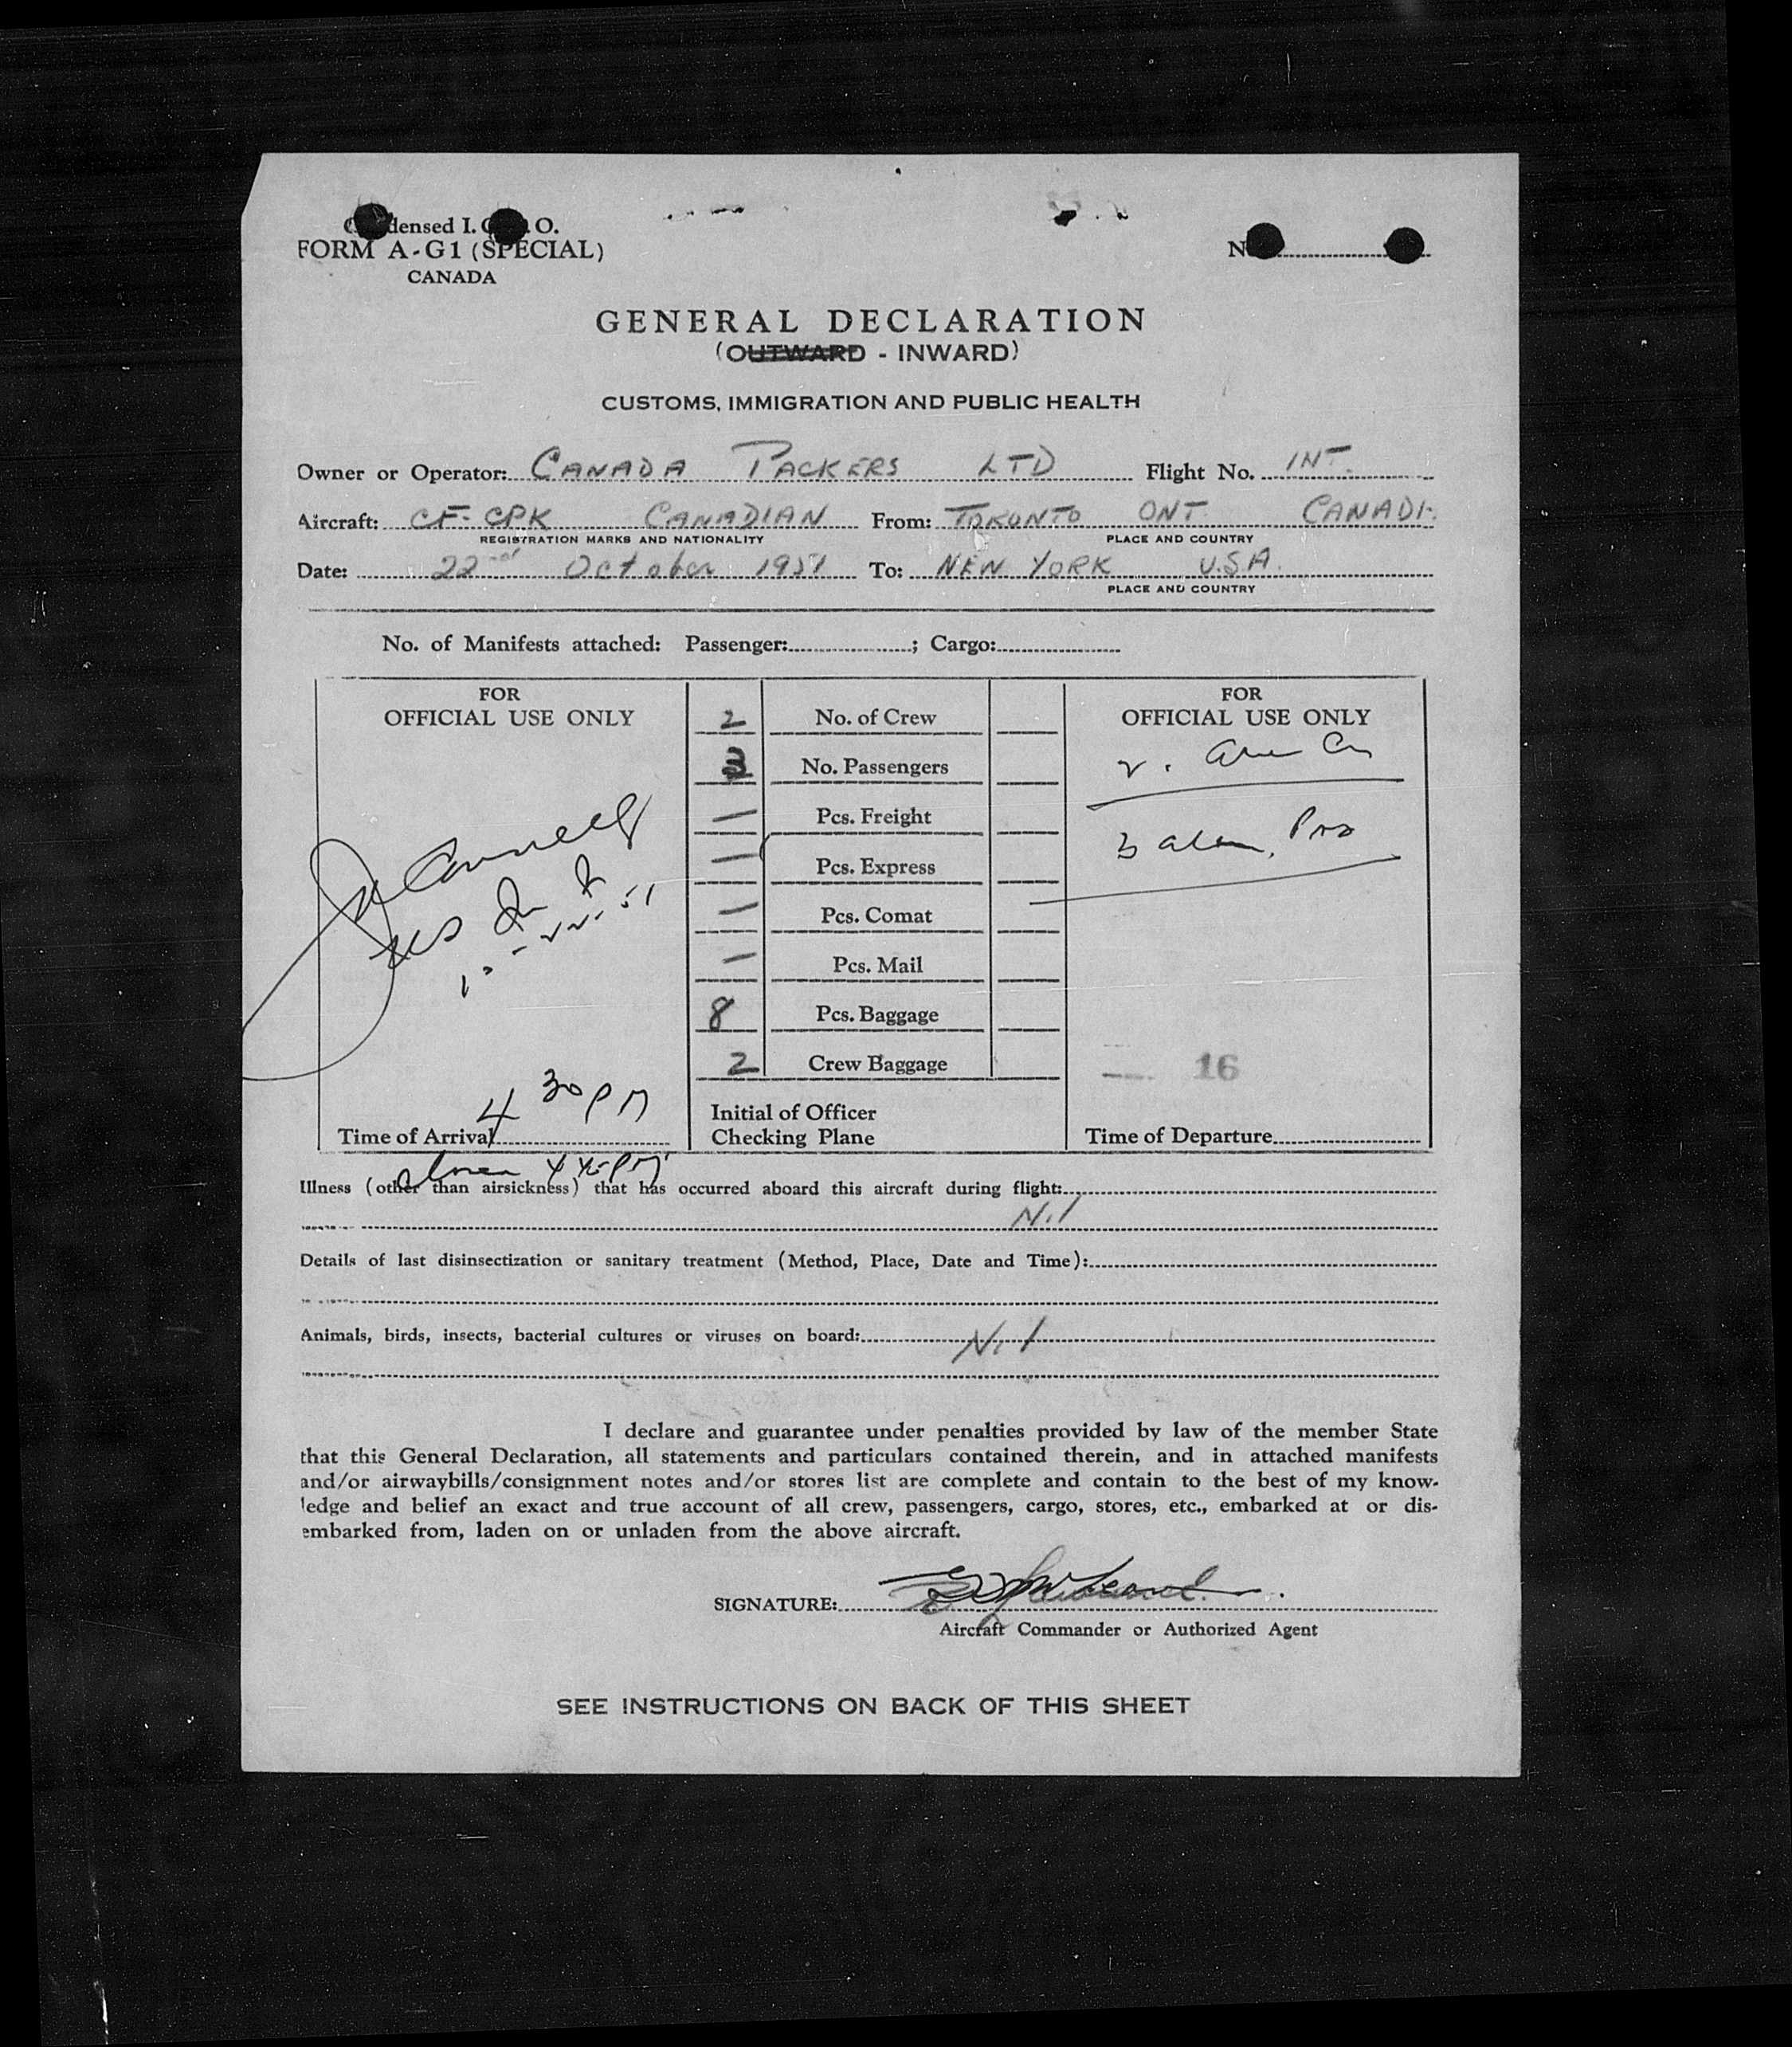 densed I. O.
FORM A-G1 (SPECIAL)
CANADA
N
GENERAL DECLARATION
(OUTWARD - INWARD)
CUSTOMS, IMMIGRATION AND PUBLIC HEALTH
Owner or Operator: CANADA PACKERS LTD Flight No. INT.
Aircraft: CF-CPK CANADIAN From: TORONTO ONT CANADA
REGISTRATION MARKS AND NATIONALITY PLACE AND COUNTRY
Date: 22nd October 1951 To: NEW YORK U.S.A.
PLACE AND COUNTRY
No. of Manifests attached: Passenger: ; Cargo:
FOR
OFFICIAL USE ONLY
2 No. of Crew
3 No. Passengers
— Pcs. Freight
— Pcs. Express
— Pcs. Comat
— Pcs. Mail
8 Pcs. Baggage
2 Crew Baggage
Initial of Officer
Checking Plane
Time of Arrival 4 30 PM
4 45 PM
FOR
OFFICIAL USE ONLY
16
Time of Departure
Illness (other than airsickness) that has occurred aboard this aircraft during flight:
Nil
Details of last disinsectization or sanitary treatment (Method, Place, Date and Time):
Animals, birds, insects, bacterial cultures or viruses on board: Nil
I declare and guarantee under penalties provided by law of the member State
that this General Declaration, all statements and particulars contained therein, and in attached manifests
and/or airwaybills/consignment notes and/or stores list are complete and contain to the best of my know-
ledge and belief an exact and true account of all crew, passengers, cargo, stores, etc., embarked at or dis-
embarked from, laden on or unladen from the above aircraft.
SIGNATURE:
Aircraft Commander or Authorized Agent
SEE INSTRUCTIONS ON BACK OF THIS SHEET